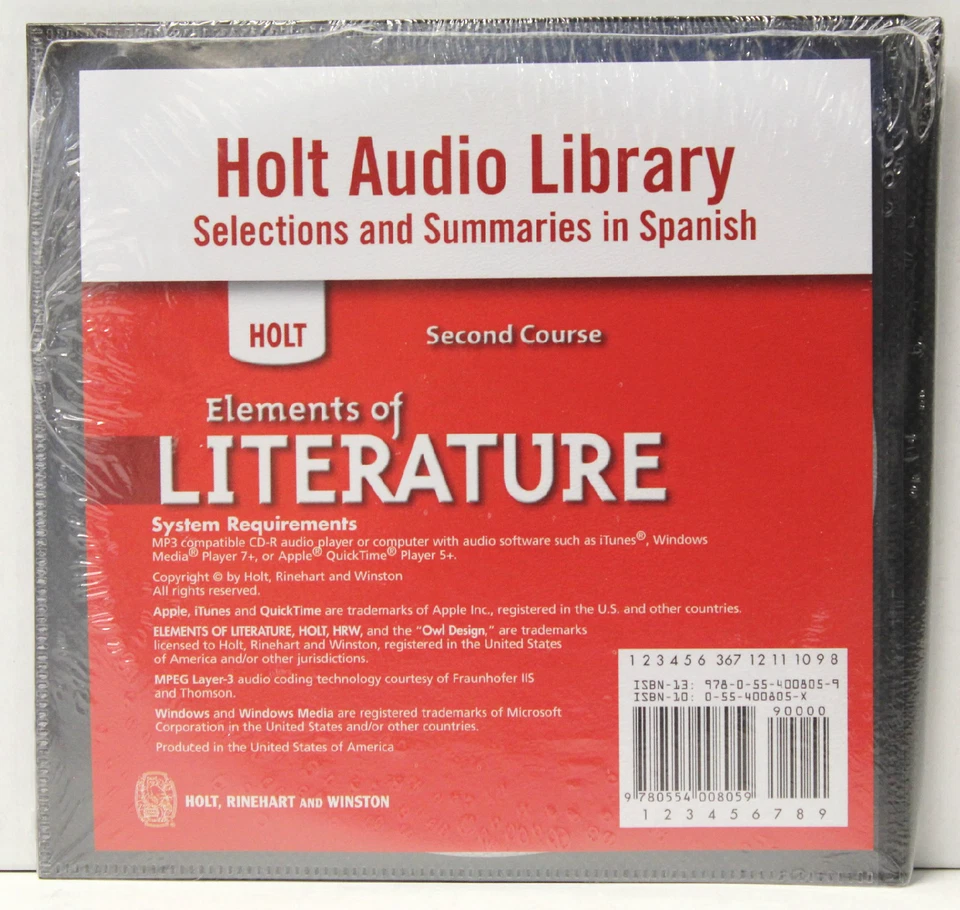 Holt Audio Library
Selections and Summaries in Spanish
HOLT
Second Course
Elements of
LITERATURE
System Requirements
MP3 compatible CD-R audio player or computer with audio software such as iTunes®, Windows
Media® Player 7+, or Apple® QuickTime® Player 5+.
Copyright © by Holt, Rinehart and Winston
All rights reserved.
Apple, iTunes and QuickTime are trademarks of Apple Inc., registered in the U.S. and other countries.
ELEMENTS OF LITERATURE, HOLT, HRW, and the "Owl Design," are trademarks
licensed to Holt, Rinehart and Winston, registered in the United States
of America and/or other jurisdictions.
MPEG Layer-3 audio coding technology courtesy of Fraunhofer IIS
and Thomson.
Windows and Windows Media are registered trademarks of Microsoft
Corporation in the United States and/or other countries.
Produced in the United States of America
HOLT, RINEHART AND WINSTON
1 2 3 4 5 6 367 12 11 10 9 8
ISBN-13: 978-0-55-400805-9
ISBN-10: 0-55-400805-X
90000
9 780554 008059
1 2 3 4 5 6 7 8 9